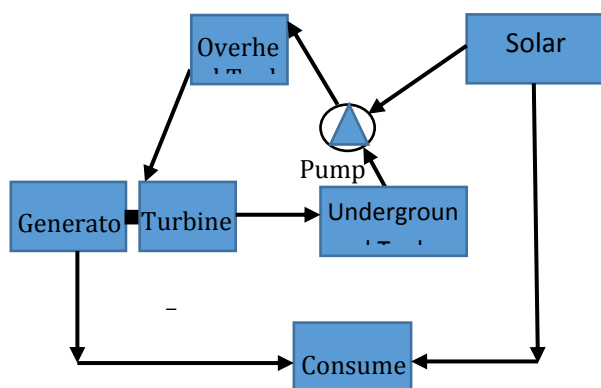 Overhe
Solar
Pump
Generato
Turbine
Undergroun
Consume